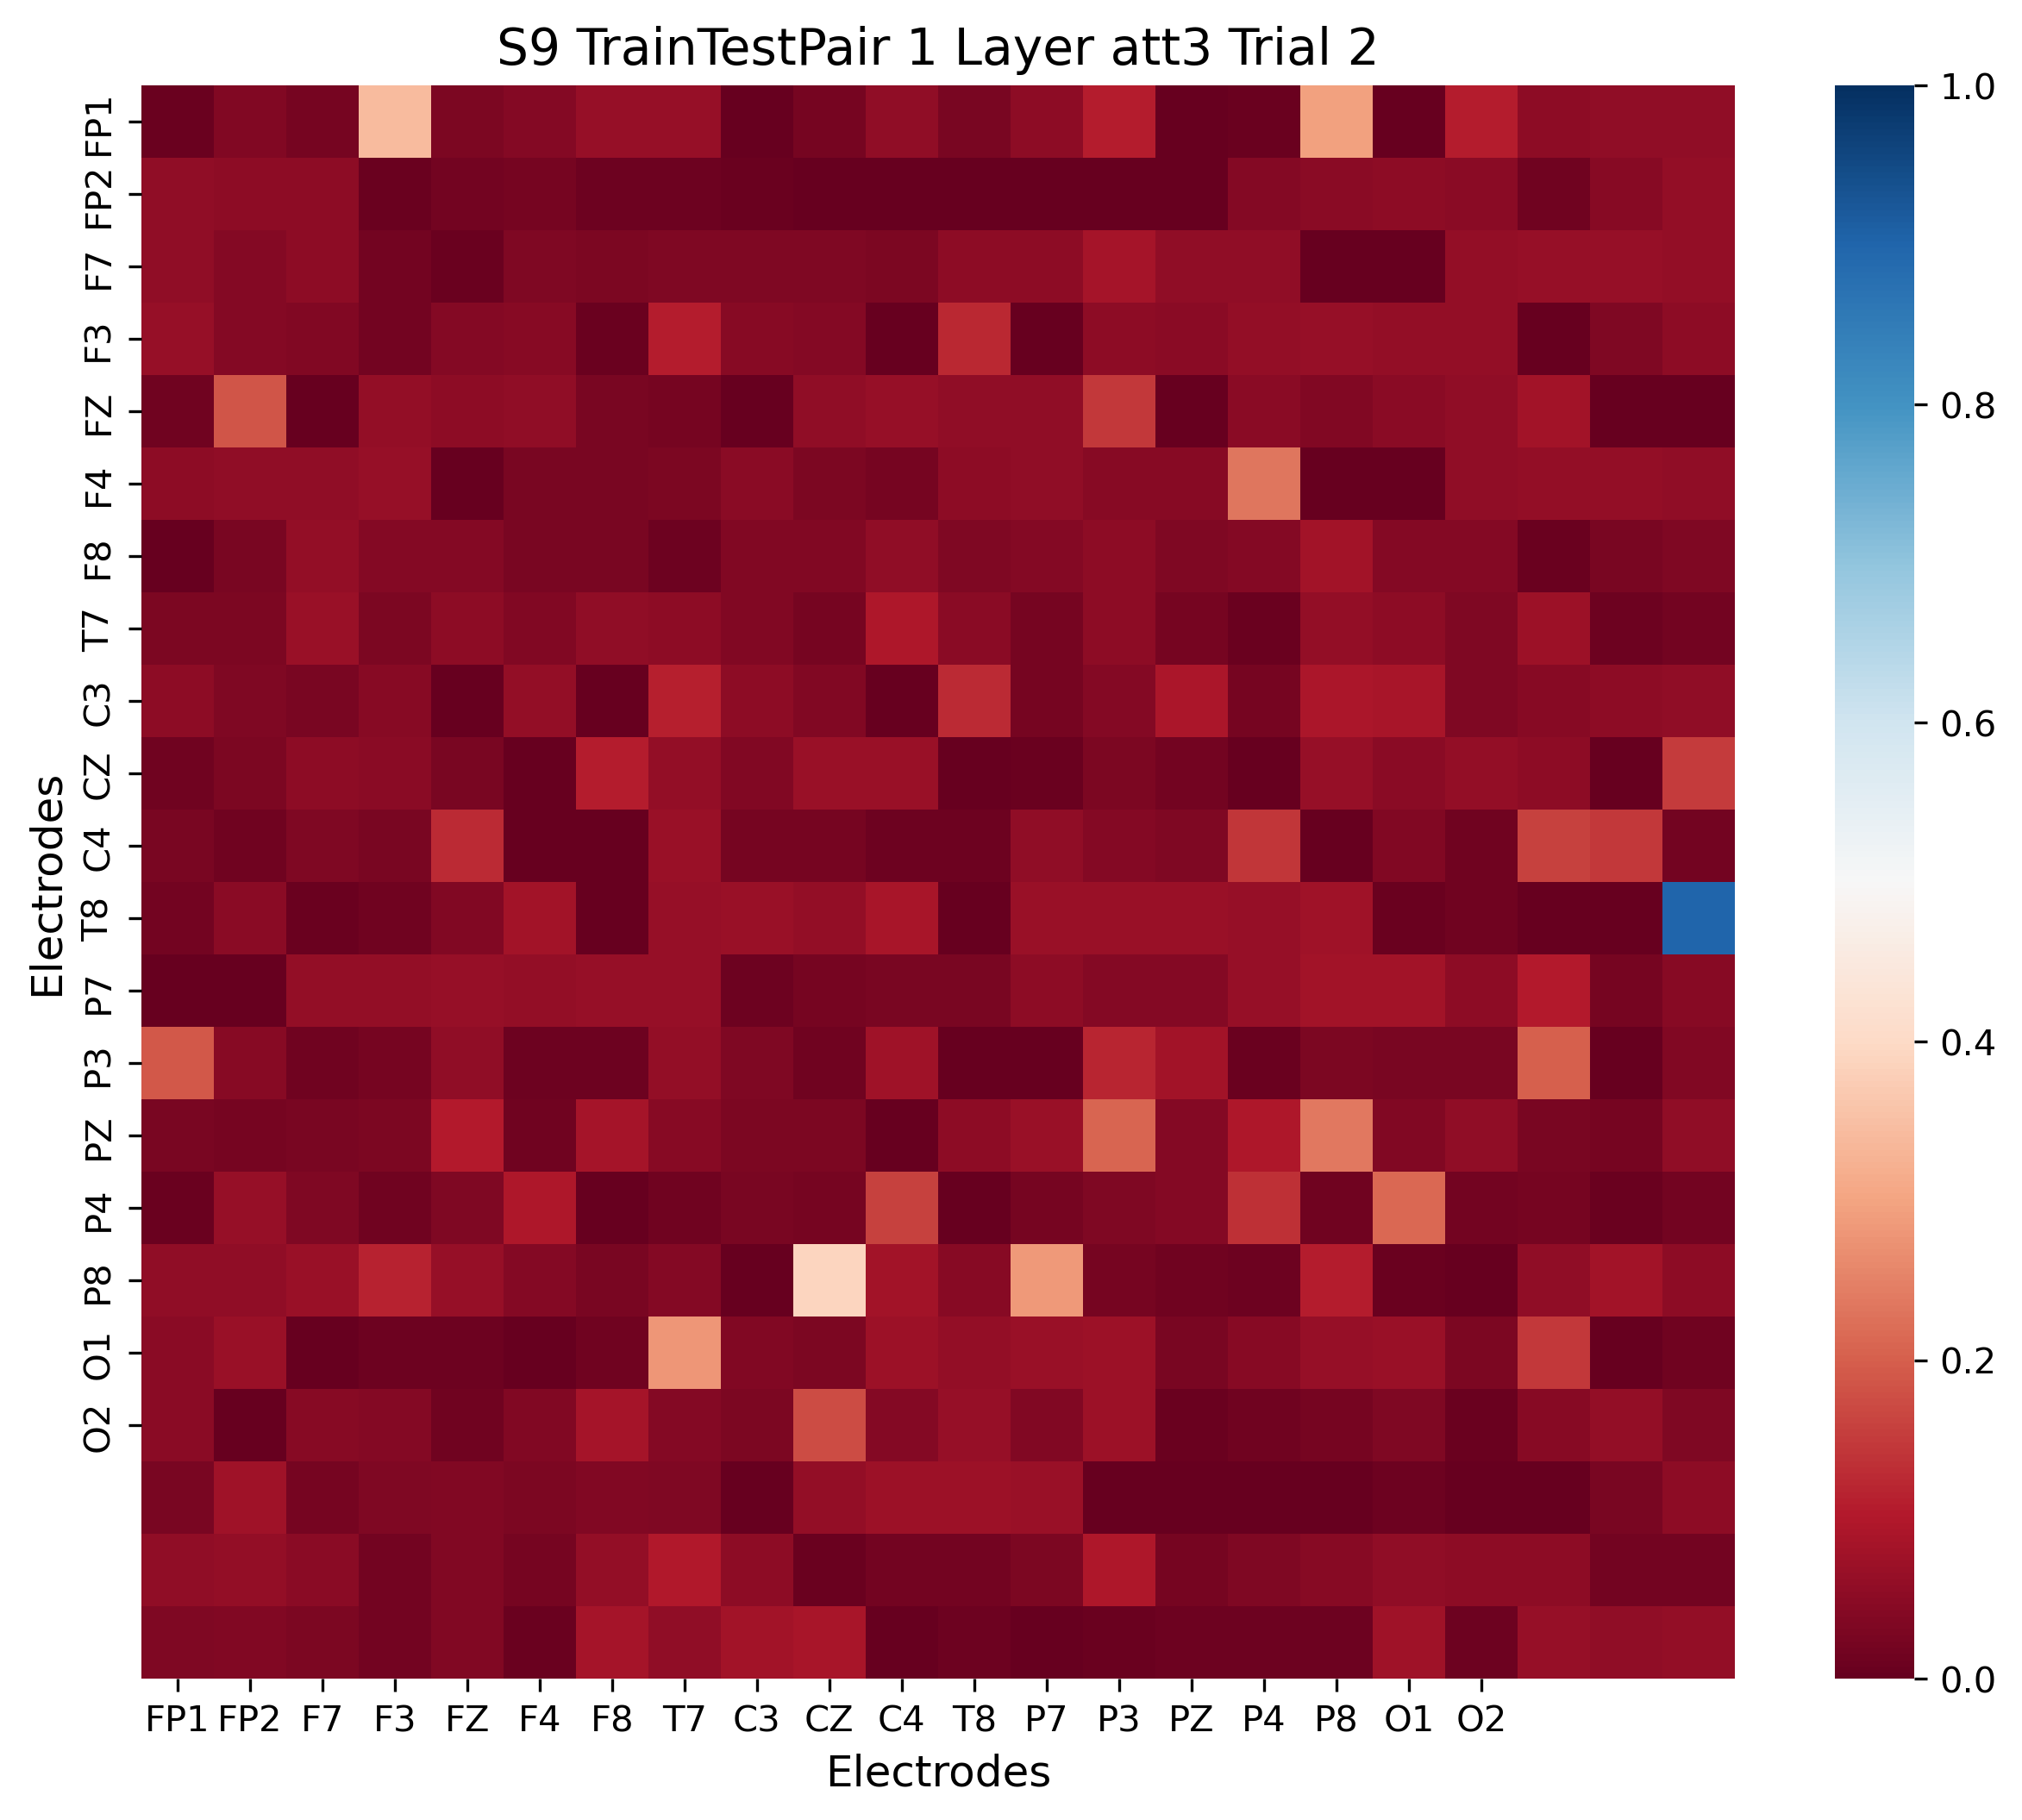 S9 TrainTestPair 1 Layer att3 Trial 2
Electrodes
FP1
FP2
F7
F3
FZ
F4
F8
T7
C3
CZ
C4
T8
P7
P3
PZ
P4
P8
O1
O2
FP1 FP2 F7 F3 FZ F4 F8 T7 C3 CZ C4 T8 P7 P3 PZ P4 P8 O1 O2
Electrodes
1.0
0.8
0.6
0.4
0.2
0.0